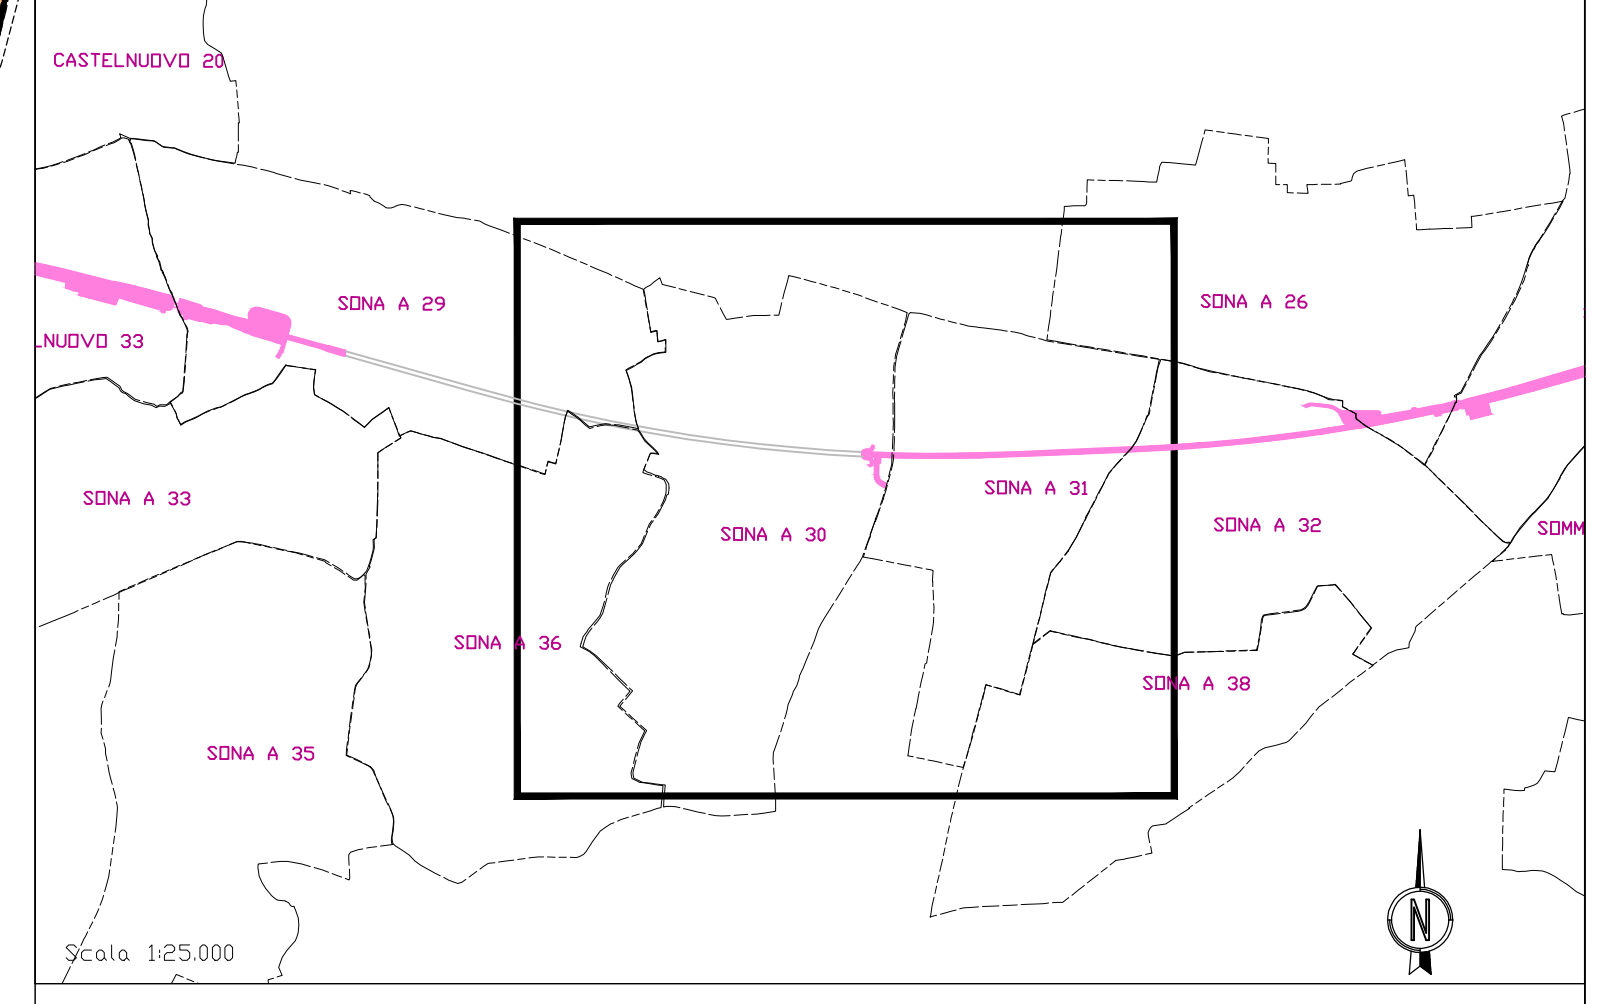 CASTELNUOVO 20
SONA A 29
SONA A 26
LNUOVO 33
SONA A 33
SONA A 31
SONA A 30
SONA A 32
SOMM
SONA A 36
SONA A 38
SONA A 35
N
Scala 1:25.000